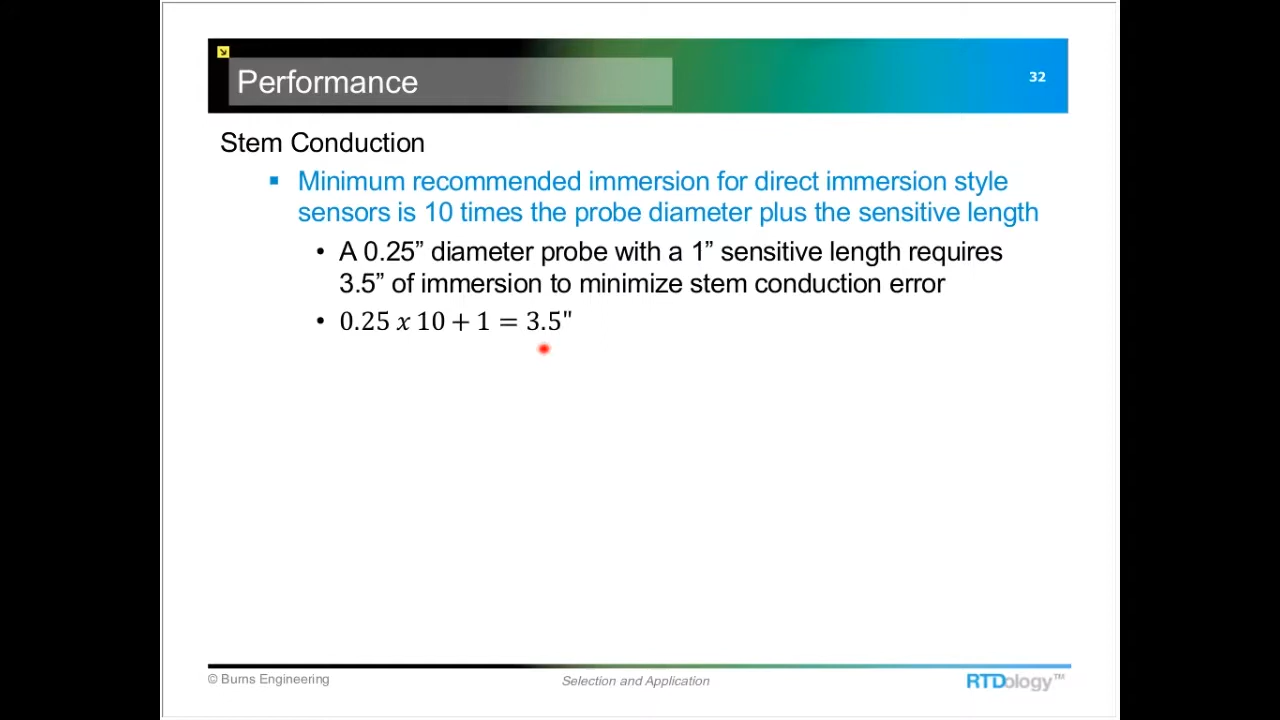 Performance
32
Stem Conduction
▪ Minimum recommended immersion for direct immersion style
sensors is 10 times the probe diameter plus the sensitive length
• A 0.25” diameter probe with a 1” sensitive length requires
3.5” of immersion to minimize stem conduction error
• 0.25 x 10 + 1 = 3.5"
© Burns Engineering
Selection and Application
RTDology™